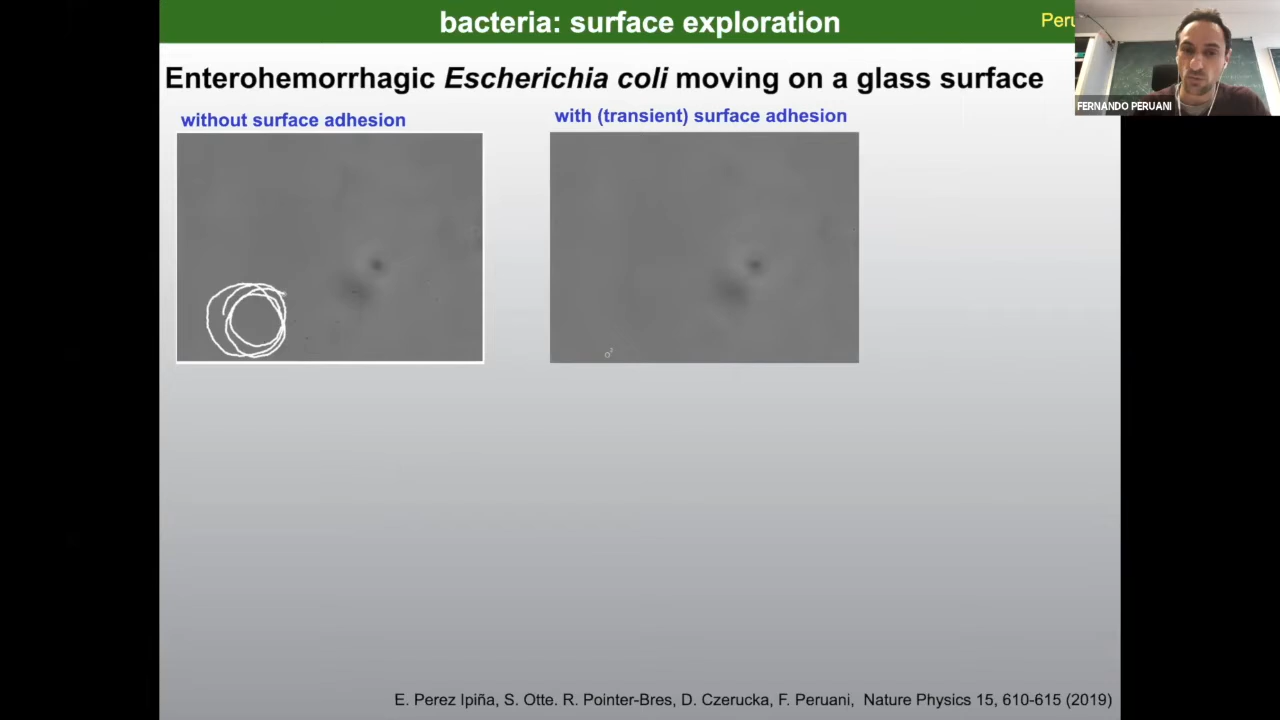 bacteria: surface exploration
Enterohemorrhagic Escherichia coli moving on a glass surface
FERNANDO PERUANI
without surface adhesion
with (transient) surface adhesion
E. Perez Ipiña, S. Otte. R. Pointer-Bres, D. Czerucka, F. Peruani, Nature Physics 15, 610-615 (2019)